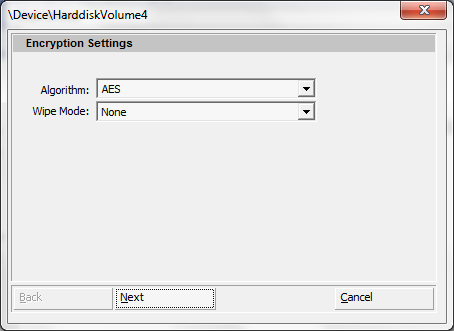 \Device\HarddiskVolume4
Encryption Settings
Algorithm: AES
Wipe Mode: None
Back Next Cancel